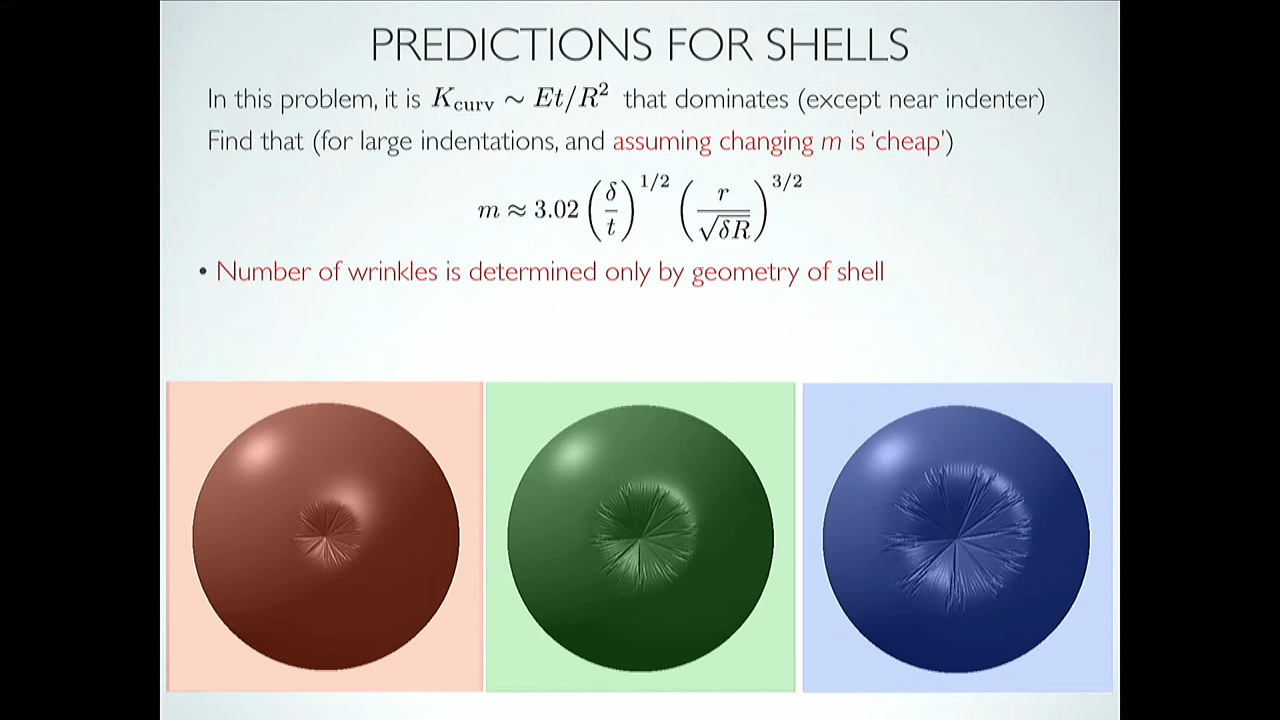 PREDICTIONS FOR SHELLS
In this problem, it is K_curv ∼ Et/R² that dominates (except near indenter)
Find that (for large indentations, and assuming changing m is ‘cheap’)
m ≈ 3.02 (δ/t)^{1/2} (r/√δR)^{3/2}
• Number of wrinkles is determined only by geometry of shell